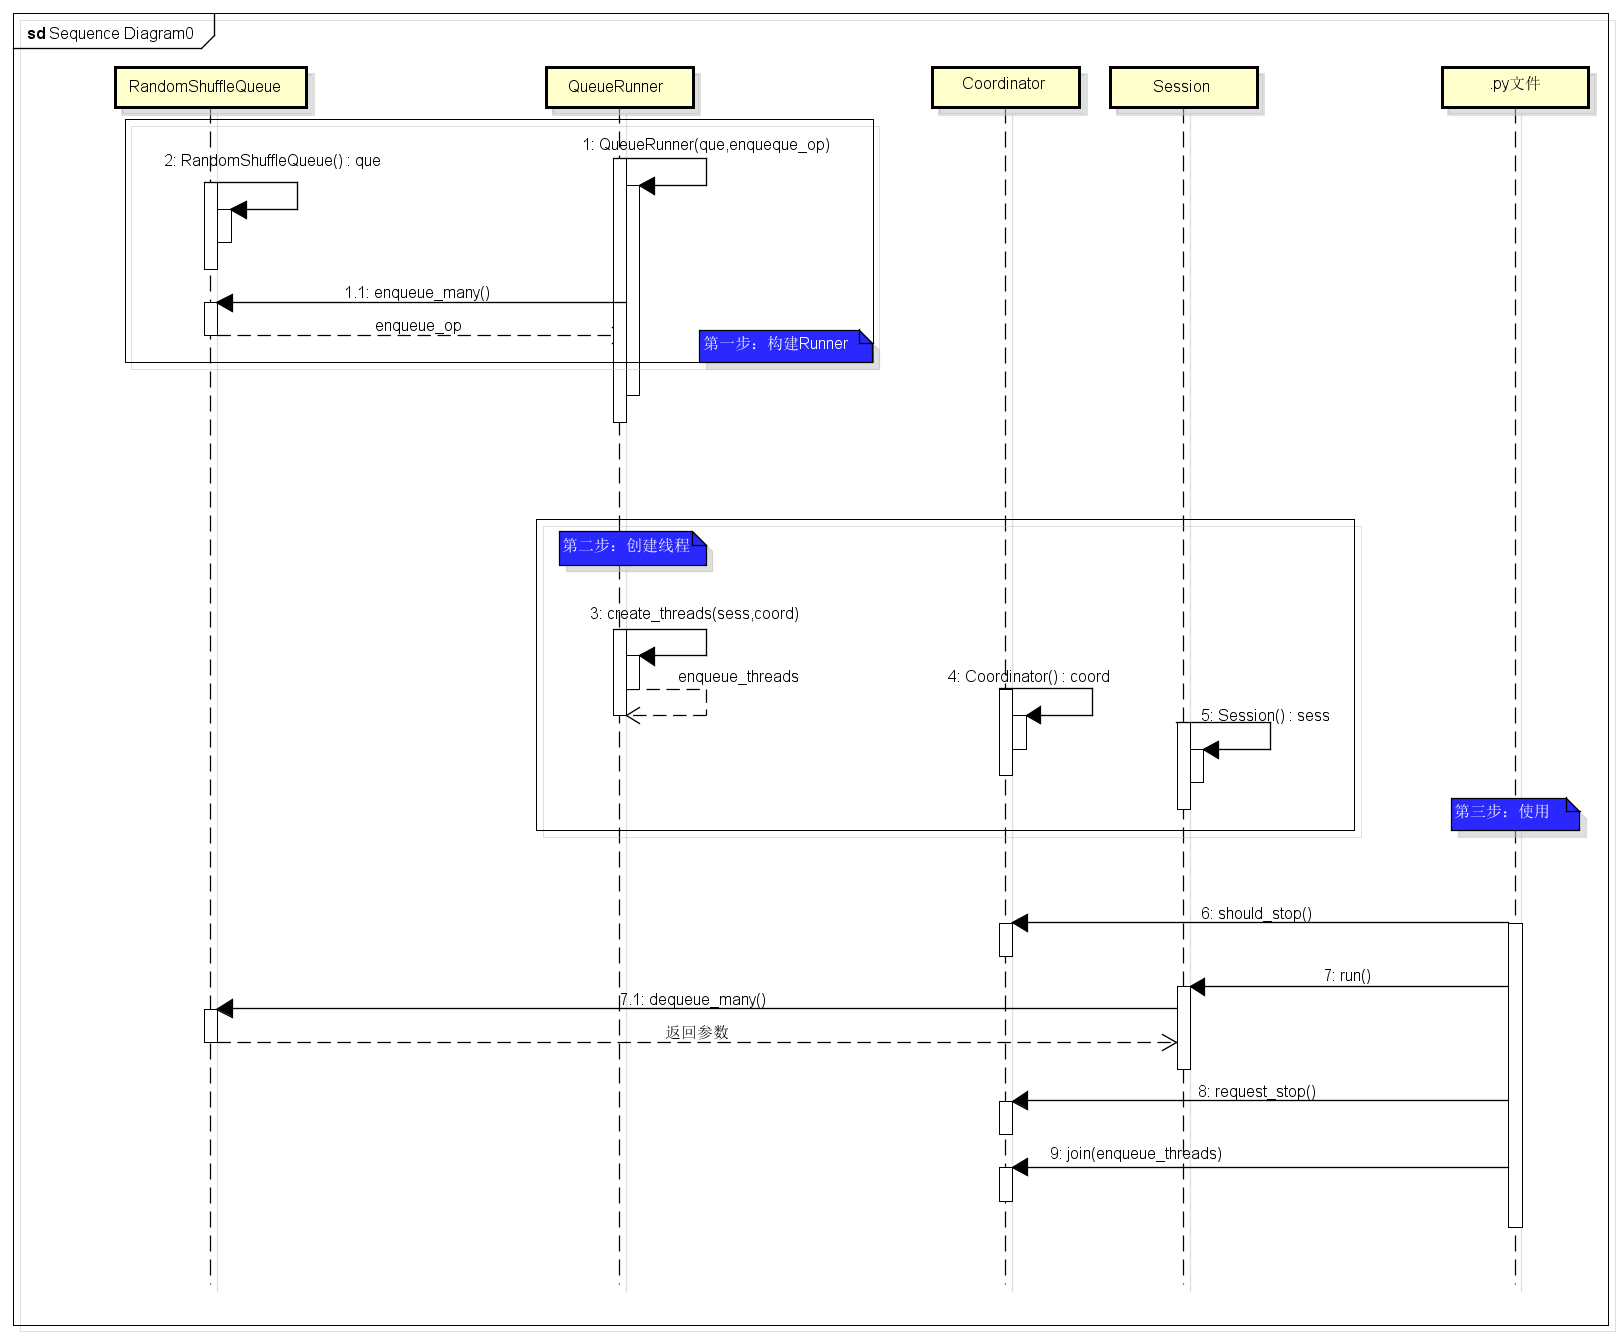 sd Sequence Diagram0
RandomShuffleQueue
QueueRunner
Coordinator
Session
.py文件
1: QueueRunner(que,enqueque_op)
2: RandomShuffleQueue() : que
1.1: enqueue_many()
enqueue_op
第一步：构建Runner
第二步：创建线程
3: create_threads(sess,coord)
enqueue_threads
4: Coordinator() : coord
5: Session() : sess
第三步：使用
6: should_stop()
7: run()
7.1: dequeue_many()
返回参数
8: request_stop()
9: join(enqueue_threads)